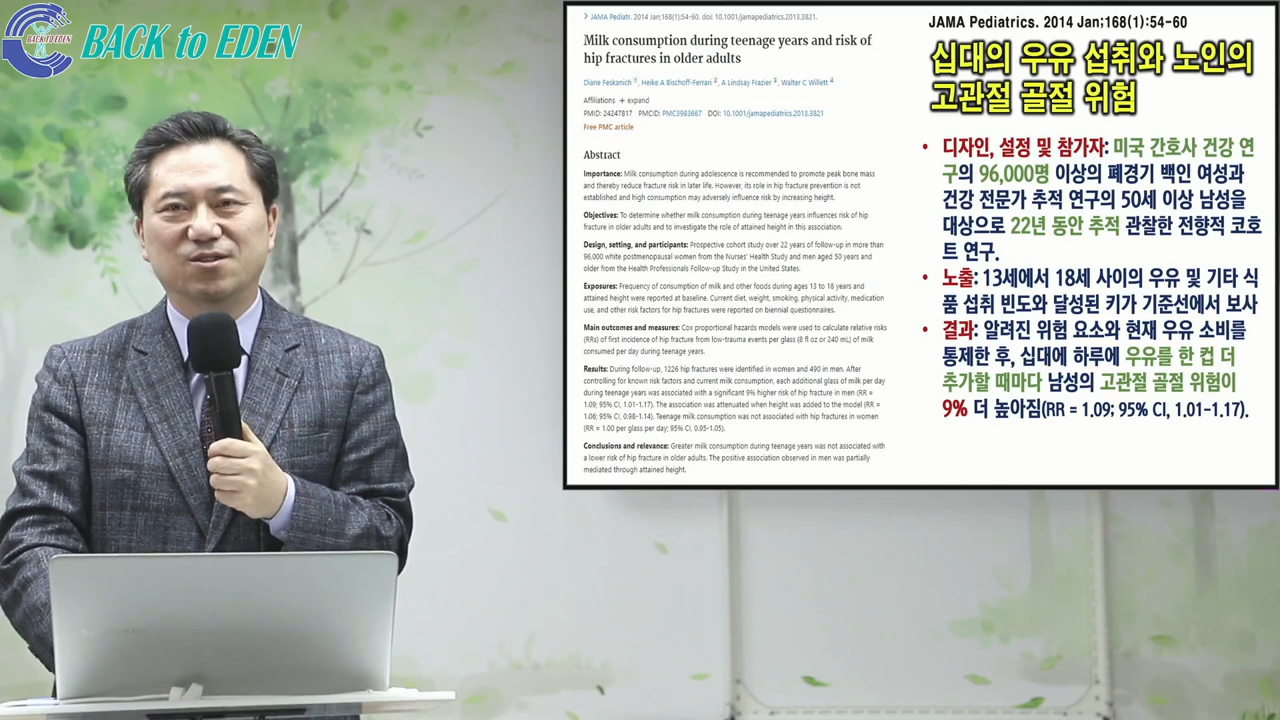 BACK TO EDEN
BACK to EDEN
> JAMA Pediatr. 2014 Jan;168(1):54-60. doi: 10.1001/jamapediatrics.2013.3821.
Milk consumption during teenage years and risk of
hip fractures in older adults
Diane Feskanich 1, Heike A Bischoff-Ferrari 2, A Lindsay Frazier 3, Walter C Willett 4
Affiliations + expand
PMID: 24247817 PMCID: PMC3983667 DOI: 10.1001/jamapediatrics.2013.3821
Free PMC article
Abstract
Importance: Milk consumption during adolescence is recommended to promote peak bone mass
and thereby reduce fracture risk in later life. However, its role in hip fracture prevention is not
established and high consumption may adversely influence risk by increasing height.
Objectives: To determine whether milk consumption during teenage years influences risk of hip
fracture in older adults and to investigate the role of attained height in this association.
Design, setting, and participants: Prospective cohort study over 22 years of follow-up in more than
96,000 white postmenopausal women from the Nurses' Health Study and men aged 50 years and
older from the Health Professionals Follow-up Study in the United States.
Exposures: Frequency of consumption of milk and other foods during ages 13 to 18 years and
attained height were reported at baseline. Current diet, weight, smoking, physical activity, medication
use, and other risk factors for hip fractures were reported on biennial questionnaires.
Main outcomes and measures: Cox proportional hazards models were used to calculate relative risks
(RRs) of first incidence of hip fracture from low-trauma events per glass (8 fl oz or 240 mL) of milk
consumed per day during teenage years.
Results: During follow-up, 1226 hip fractures were identified in women and 490 in men. After
controlling for known risk factors and current milk consumption, each additional glass of milk per day
during teenage years was associated with a significant 9% higher risk of hip fracture in men (RR =
1.09; 95% CI, 1.01-1.17). The association was attenuated when height was added to the model (RR =
1.06; 95% CI, 0.98-1.14). Teenage milk consumption was not associated with hip fractures in women
(RR = 1.00 per glass per day; 95% CI, 0.95-1.05).
Conclusions and relevance: Greater milk consumption during teenage years was not associated with
a lower risk of hip fracture in older adults. The positive association observed in men was partially
mediated through attained height.
JAMA Pediatrics. 2014 Jan;168(1):54-60
십대의 우유 섭취와 노인의
고관절 골절 위험
• 디자인, 설정 및 참가자: 미국 간호사 건강 연
구의 96,000명 이상의 폐경기 백인 여성과
건강 전문가 추적 연구의 50세 이상 남성을
대상으로 22년 동안 추적 관찰한 전향적 코호
트 연구.
• 노출: 13세에서 18세 사이의 우유 및 기타 식
품 섭취 빈도와 달성된 키가 기준선에서 보사
• 결과: 알려진 위험 요소와 현재 우유 소비를
통제한 후, 십대에 하루에 우유를 한 컵 더
추가할 때마다 남성의 고관절 골절 위험이
9% 더 높아짐(RR = 1.09; 95% CI, 1.01-1.17).